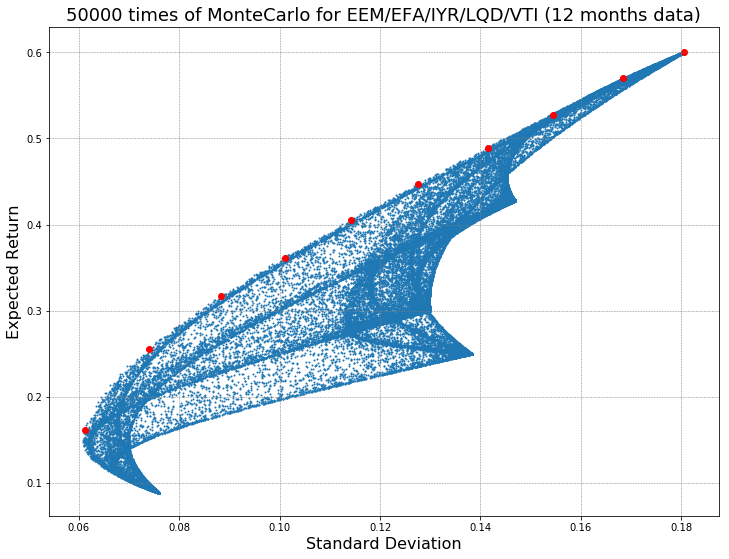 50000 times of MonteCarlo for EEM/EFA/IYR/LQD/VTI (12 months data)
Expected Return
0.6
0.5
0.4
0.3
0.2
0.1
0.06 0.08 0.10 0.12 0.14 0.16 0.18
Standard Deviation